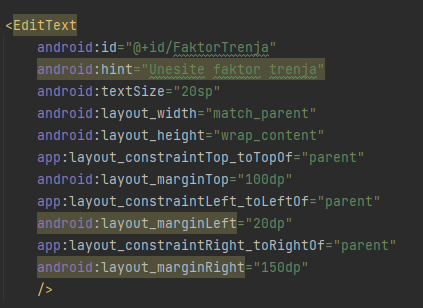 <EditText
android:id="@+id/FaktorTrenja"
android:hint="Unesite faktor trenja"
android:textSize="20sp"
android:layout_width="match_parent"
android:layout_height="wrap_content"
app:layout_constraintTop_toTopOf="parent"
android:layout_marginTop="100dp"
app:layout_constraintLeft_toLeftOf="parent"
android:layout_marginLeft="20dp"
app:layout_constraintRight_toRightOf="parent"
android:layout_marginRight="150dp"
/>